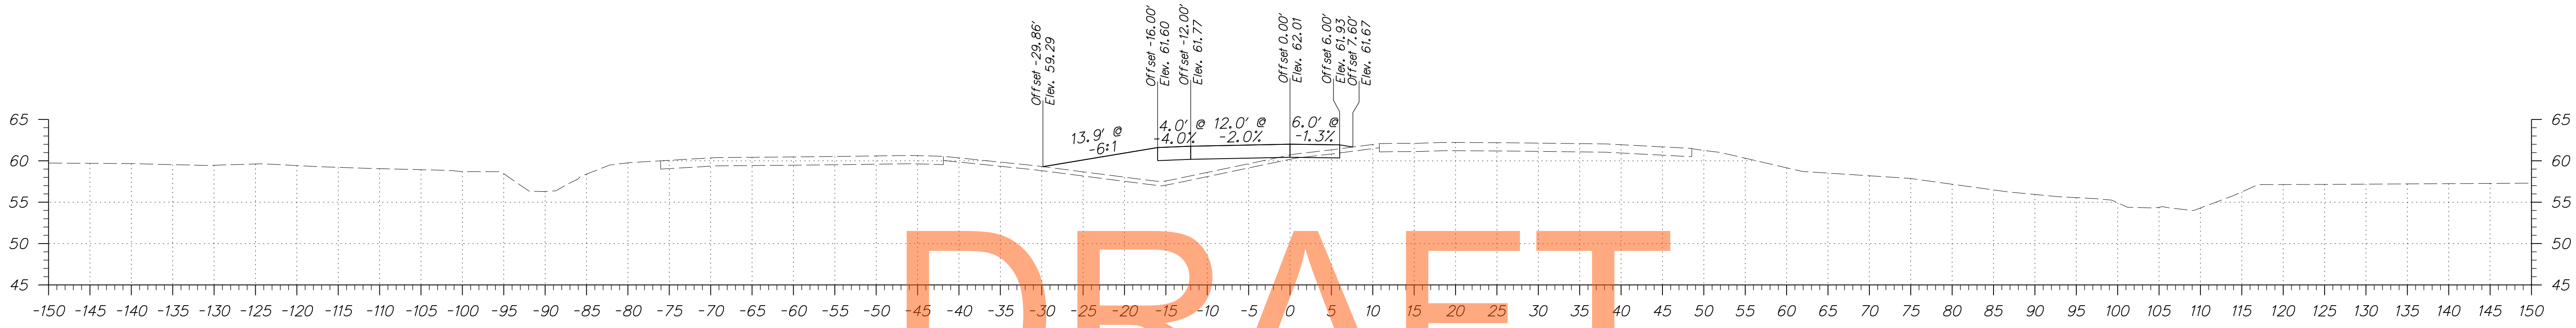 Offset -29.86'
Elev. 59.29
Offset -16.00'
Elev. 61.60
Offset -12.00'
Elev. 61.77
Offset 0.00'
Elev. 62.01
Offset 6.00'
Elev. 61.93
Offset 7.60'
Elev. 61.67
13.9' @
-6:1
4.0' @
-4.0%
12.0' @
-2.0%
6.0' @
-1.3%
65 65
60 60
55 55
50 50
45 45
DRAFT
-150 -145 -140 -135 -130 -125 -120 -115 -110 -105 -100 -95 -90 -85 -80 -75 -70 -65 -60 -55 -50 -45 -40 -35 -30 -25 -20 -15 -10 -5 0 5 10 15 20 25 30 35 40 45 50 55 60 65 70 75 80 85 90 95 100 105 110 115 120 125 130 135 140 145 150